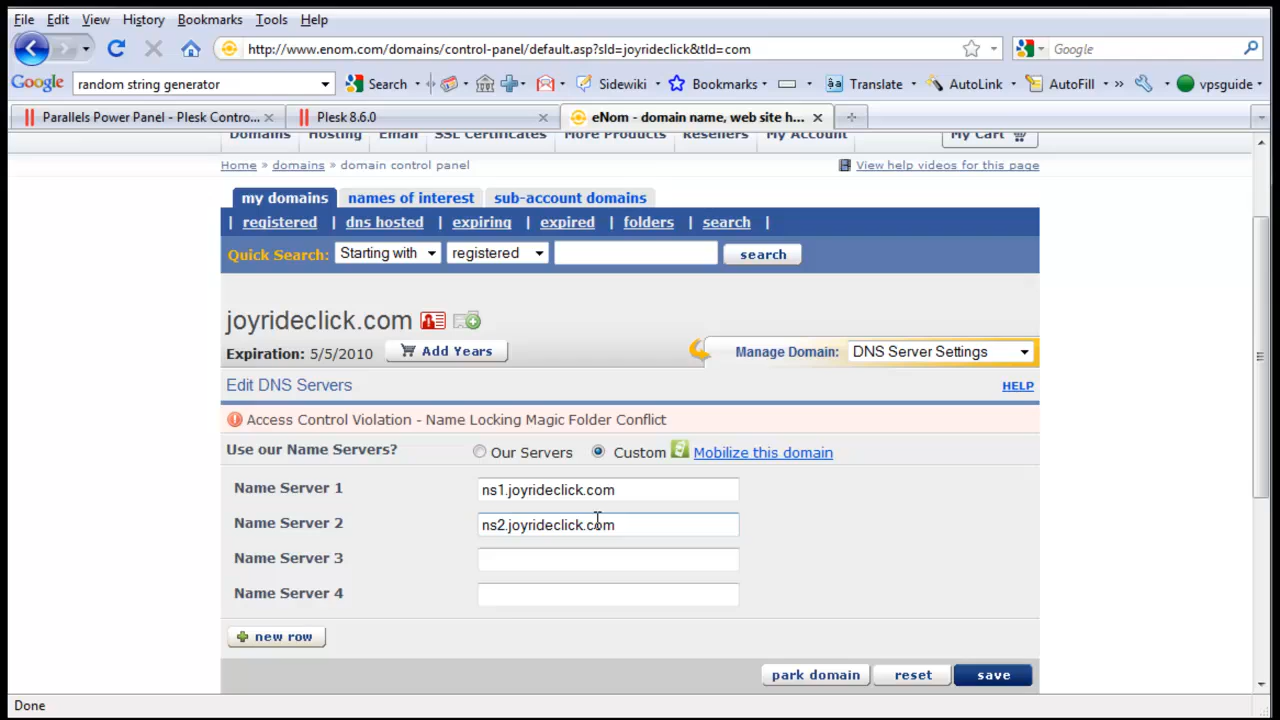 File Edit View History Bookmarks Tools Help
http://www.enom.com/domains/control-panel/default.asp?sld=joyrideclick&tld=com
Google
Google random string generator Search Sidewiki Bookmarks Translate AutoLink AutoFill » vpsguide
Parallels Power Panel - Plesk Contro... Plesk 8.6.0 eNom - domain name, web site h...
Domains Hosting Email SSL Certificates More Products Resellers My Account My Cart
Home » domains » domain control panel View help videos for this page
my domains names of interest sub-account domains
| registered | dns hosted | expiring | expired | folders | search |
Quick Search: Starting with registered search
joyrideclick.com
Expiration: 5/5/2010 Add Years Manage Domain: DNS Server Settings
Edit DNS Servers HELP
Access Control Violation - Name Locking Magic Folder Conflict
Use our Name Servers? Our Servers Custom Mobilize this domain
Name Server 1 ns1.joyrideclick.com
Name Server 2 ns2.joyrideclick.com
Name Server 3
Name Server 4
new row
park domain reset save
Done